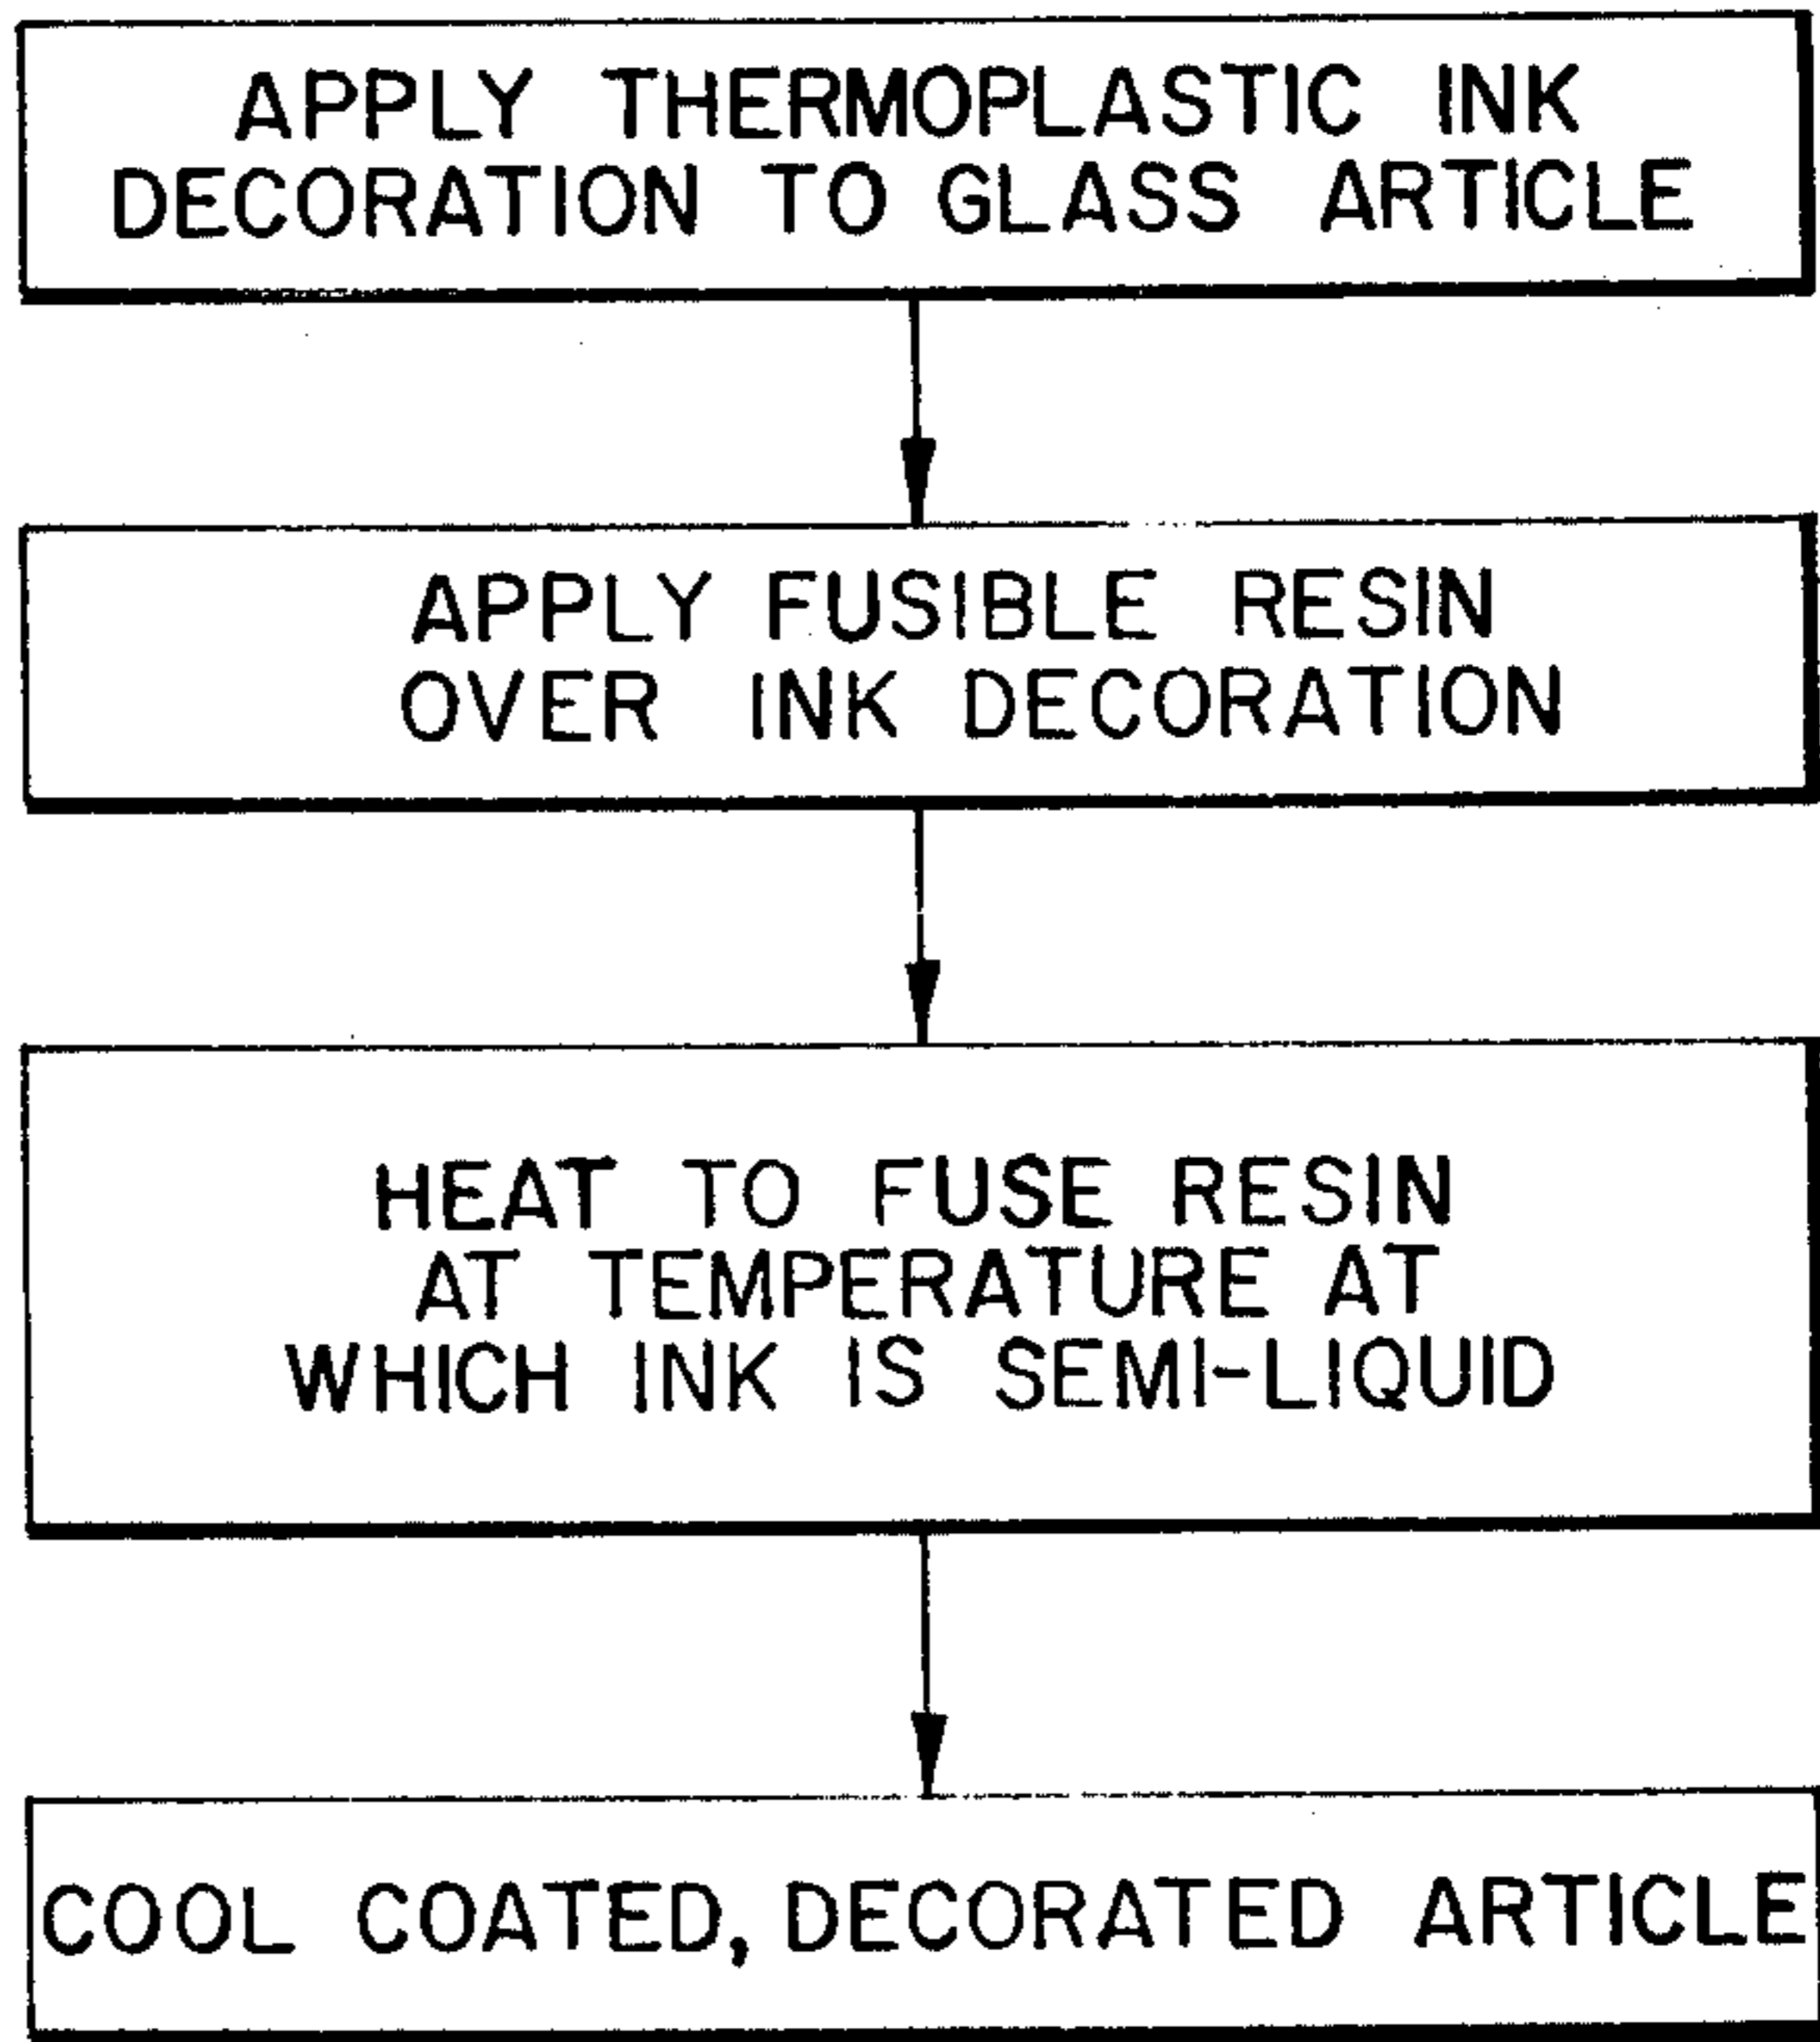 APPLY THERMOPLASTIC INK
DECORATION TO GLASS ARTICLE
APPLY FUSIBLE RESIN
OVER INK DECORATION
HEAT TO FUSE RESIN
AT TEMPERATURE AT
WHICH INK IS SEMI-LIQUID
COOL COATED, DECORATED ARTICLE